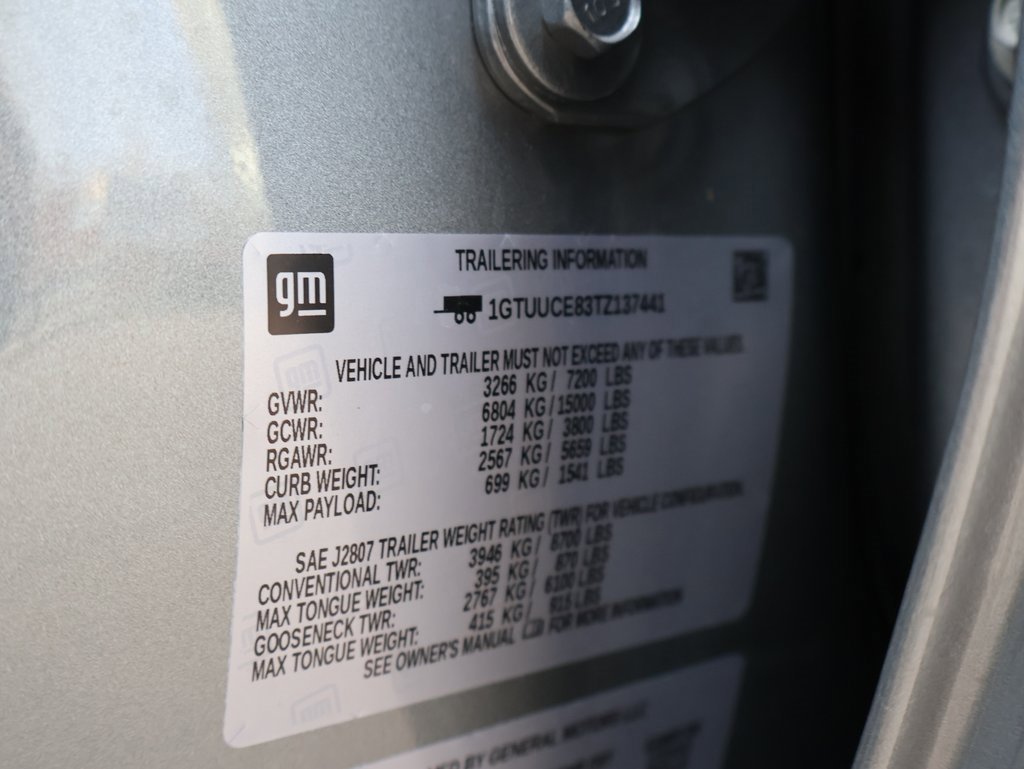 gm
TRAILERING INFORMATION
1GTUUCE83TZ137441
VEHICLE AND TRAILER MUST NOT EXCEED ANY OF THESE VALUES.
GVWR: 3266 KG / 7200 LBS
GCWR: 6804 KG / 15000 LBS
RGAWR: 1724 KG / 3800 LBS
CURB WEIGHT: 2567 KG / 5659 LBS
MAX PAYLOAD: 699 KG / 1541 LBS
SAE J2807 TRAILER WEIGHT RATING (TWR) FOR VEHICLE CONFIGURATION.
CONVENTIONAL TWR: 3946 KG / 8700 LBS
MAX TONGUE WEIGHT: 395 KG / 870 LBS
GOOSENECK TWR: 2767 KG / 6100 LBS
MAX TONGUE WEIGHT: 415 KG / 915 LBS
SEE OWNER'S MANUAL FOR MORE INFORMATION
BY GENERAL MOTORS LLC